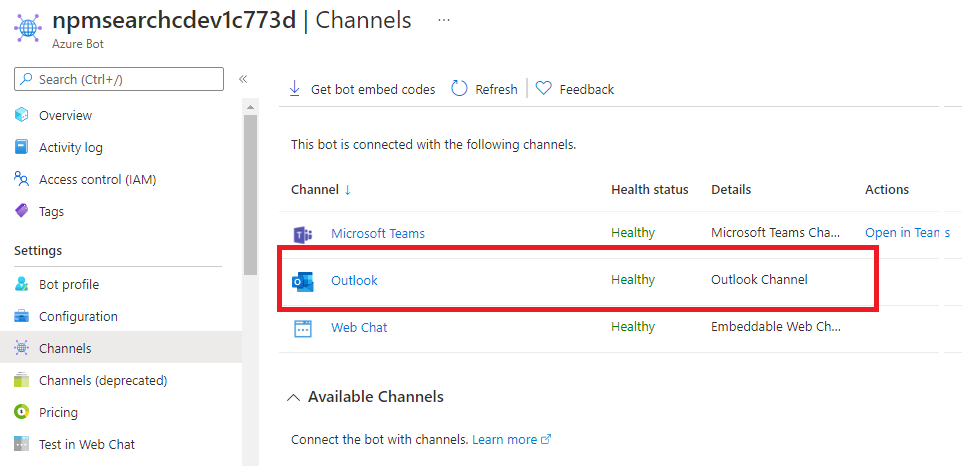 npmsearchcdev1c773d | Channels ...
Azure Bot
Search (Ctrl+/)
«
Overview
Activity log
Access control (IAM)
Tags
Settings
Bot profile
Configuration
Channels
Channels (deprecated)
Pricing
Test in Web Chat
Get bot embed codes Refresh Feedback
This bot is connected with the following channels.
Channel ↓ Health status Details Actions
Microsoft Teams Healthy Microsoft Teams Cha... Open in Teams
Outlook Healthy Outlook Channel
Web Chat Healthy Embeddable Web Ch...
Available Channels
Connect the bot with channels. Learn more